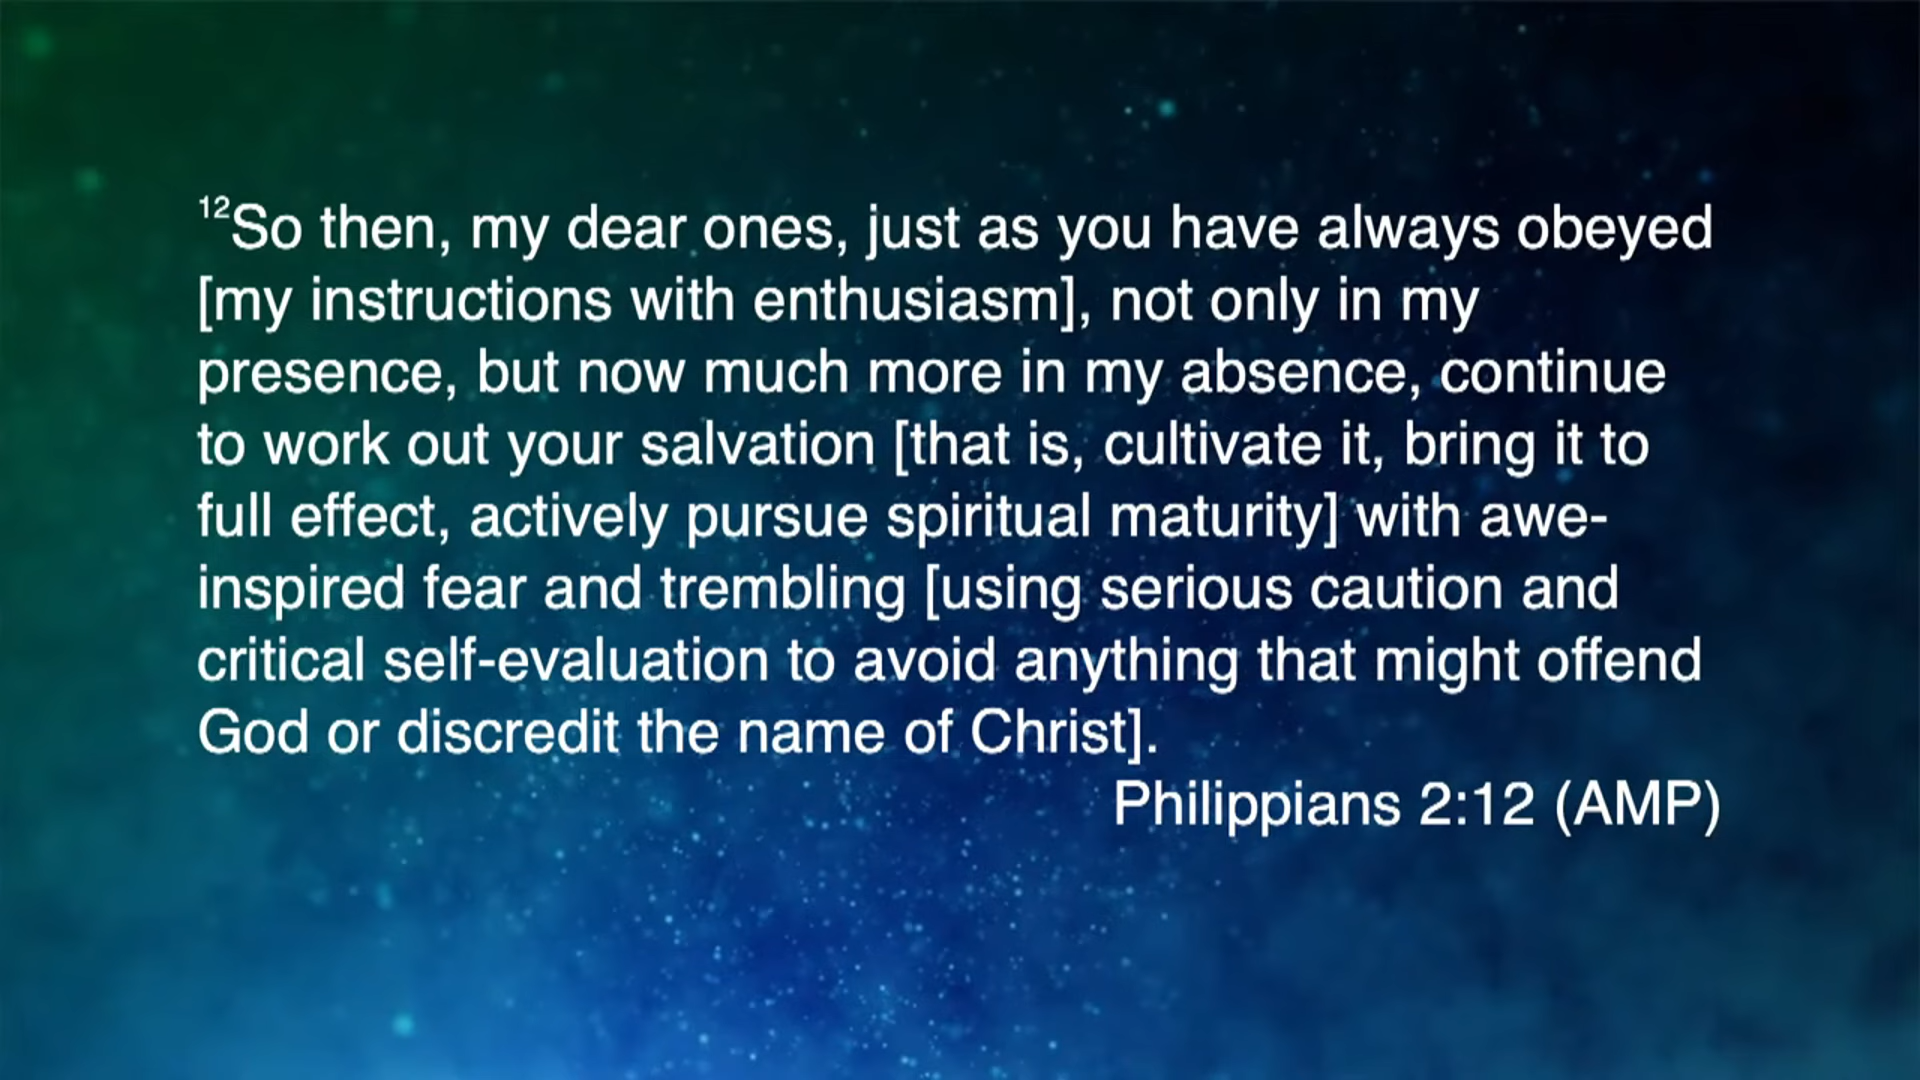 12So then, my dear ones, just as you have always obeyed
[my instructions with enthusiasm], not only in my
presence, but now much more in my absence, continue
to work out your salvation [that is, cultivate it, bring it to
full effect, actively pursue spiritual maturity] with awe-
inspired fear and trembling [using serious caution and
critical self-evaluation to avoid anything that might offend
God or discredit the name of Christ].
Philippians 2:12 (AMP)